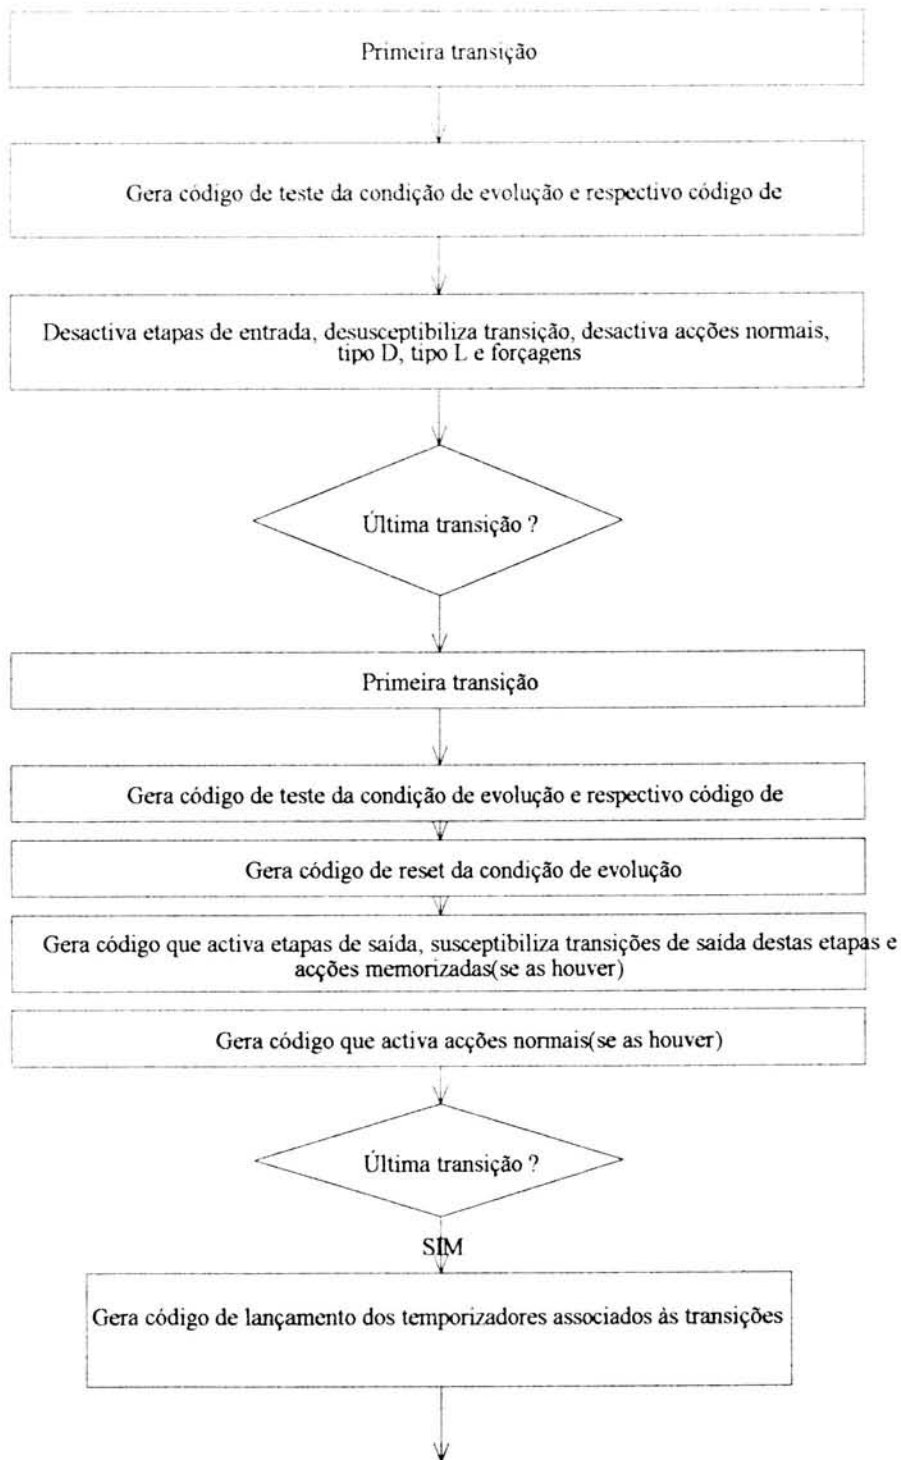 Primeira transição
Gera código de teste da condição de evolução e respectivo código de
Desactiva etapas de entrada, desusceptibiliza transição, desactiva acções normais,
tipo D, tipo L e forçagens
Última transição ?
Primeira transição
Gera código de teste da condição de evolução e respectivo código de
Gera código de reset da condição de evolução
Gera código que activa etapas de saída, susceptibiliza transições de saída destas etapas e
acções memorizadas(se as houver)
Gera código que activa acções normais(se as houver)
Última transição ?
SIM
Gera código de lançamento dos temporizadores associados às transições